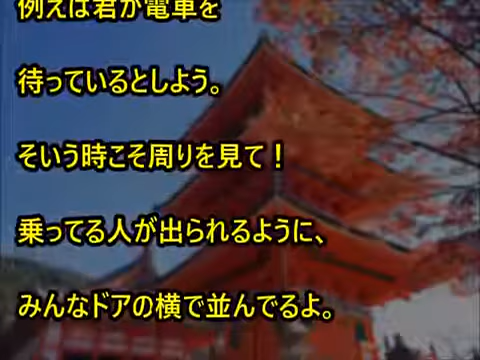 例えば君が電車を
待っているとしよう。
そいう時こそ周りを見て！
乗ってる人が出られるように、
みんなドアの横で並んでるよ。